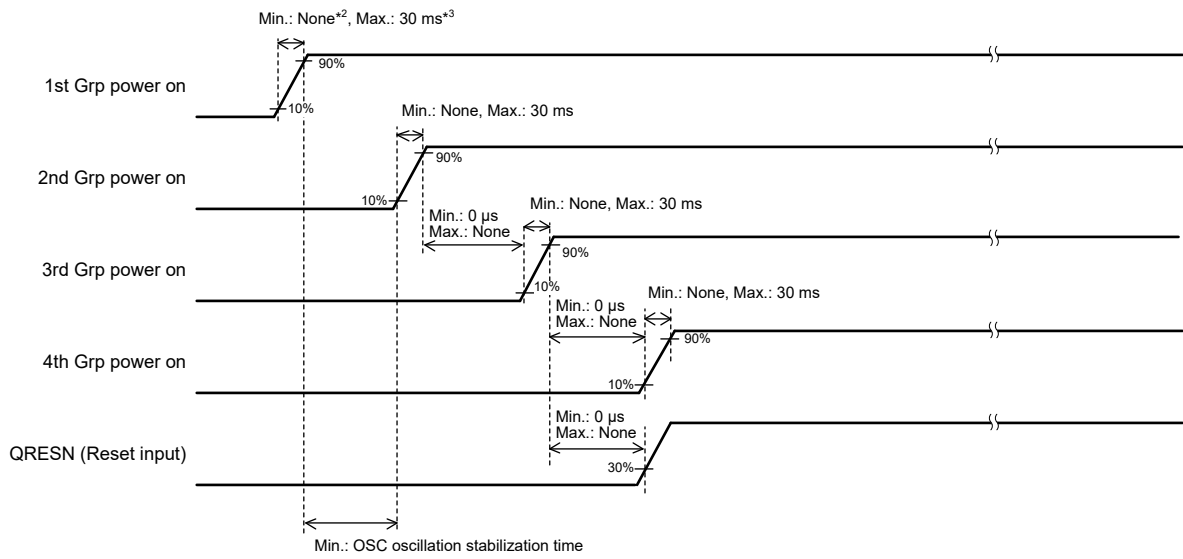 Min.: None*2, Max.: 30 ms*3
1st Grp power on
90%
10%
Min.: None, Max.: 30 ms
2nd Grp power on
90%
10%
Min.: 0 µs
Max.: None
Min.: None, Max.: 30 ms
3rd Grp power on
90%
10%
Min.: 0 µs
Max.: None
Min.: None, Max.: 30 ms
4th Grp power on
90%
10%
Min.: 0 µs
Max.: None
QRESN (Reset input)
30%
Min.: OSC oscillation stabilization time